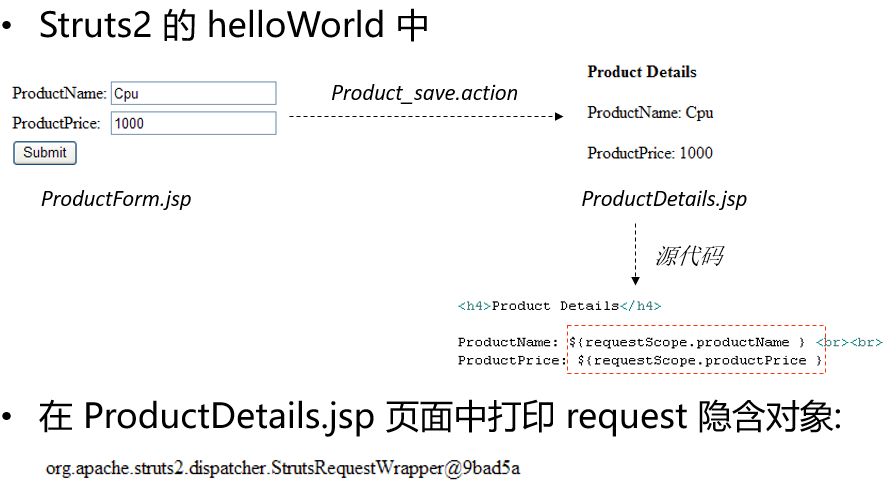 • Struts2 的 helloWorld 中
ProductName: Cpu
ProductPrice: 1000
Submit
ProductForm.jsp
Product_save.action
Product Details
ProductName: Cpu
ProductPrice: 1000
ProductDetails.jsp
源代码
<h4>Product Details</h4>
ProductName: ${requestScope.productName } <br><br>
ProductPrice: ${requestScope.productPrice }
• 在 ProductDetails.jsp 页面中打印 request 隐含对象:
org.apache.struts2.dispatcher.StrutsRequestWrapper@9bad5a